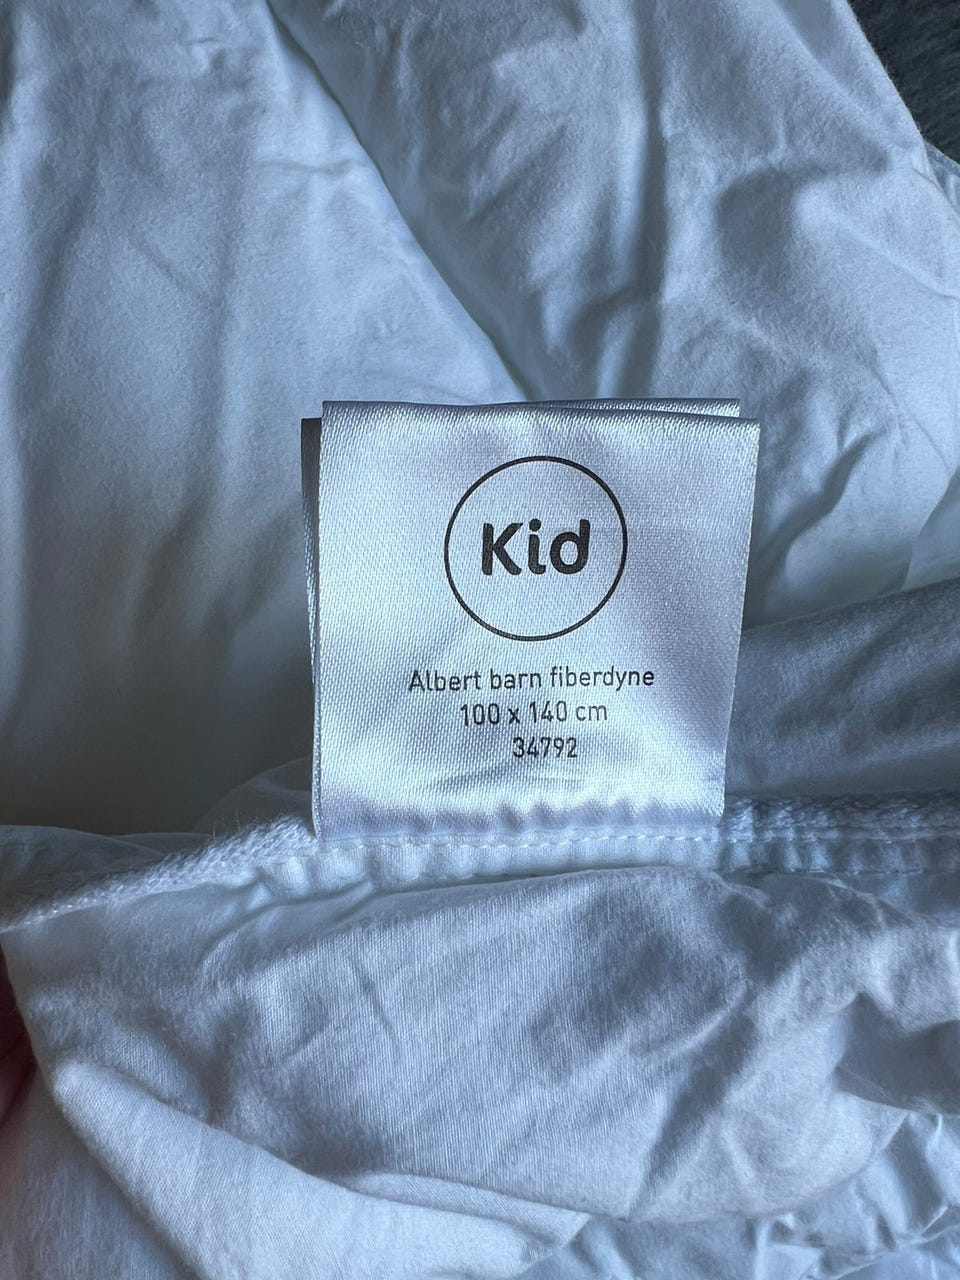 Kid
Albert barn fiberdyne
100 x 140 cm
34792